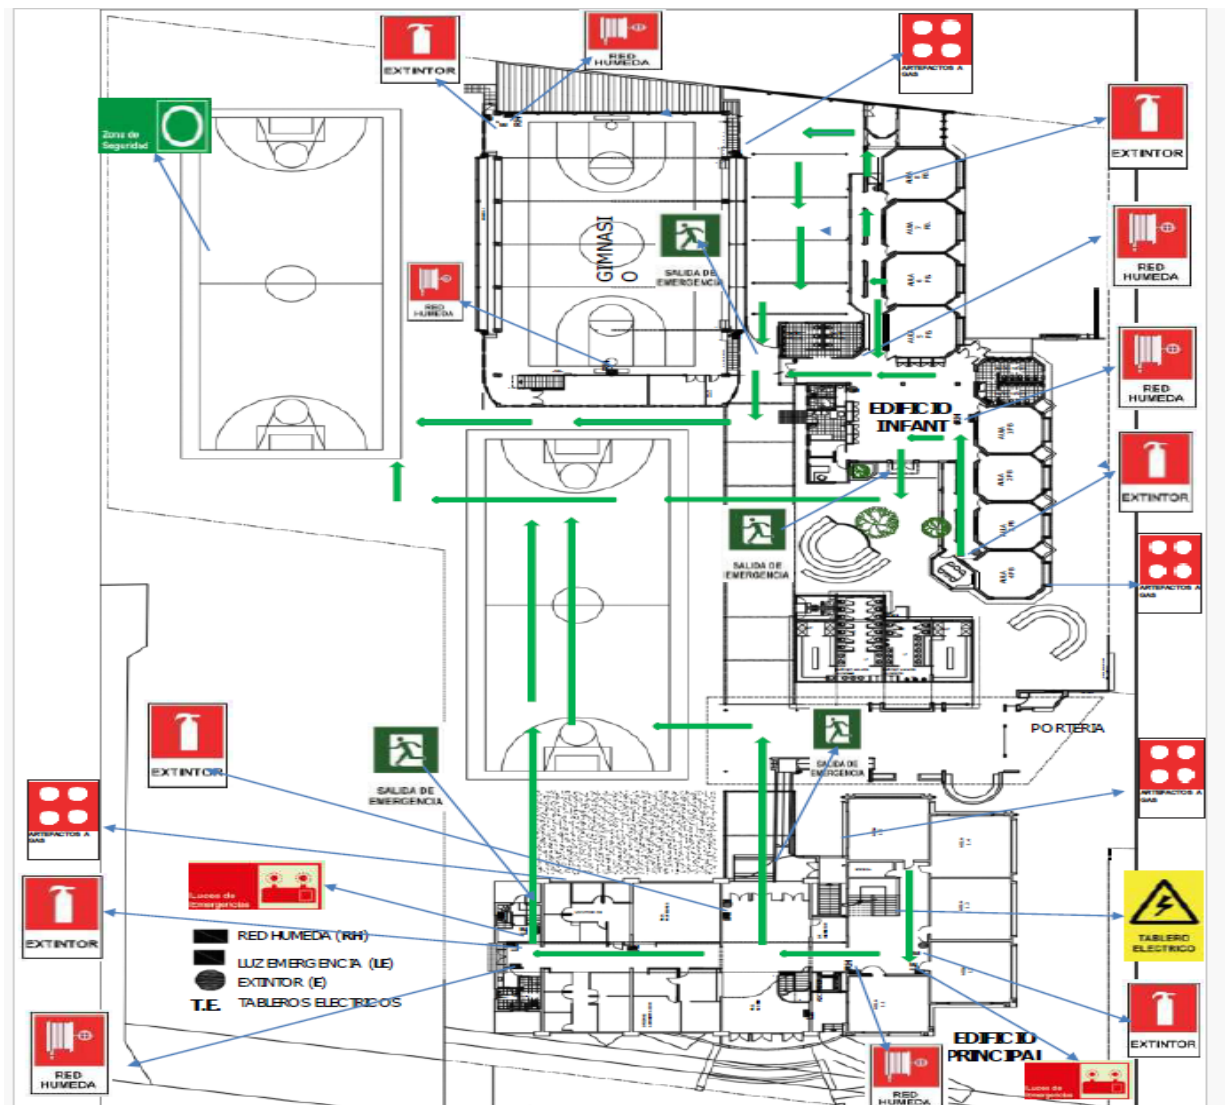 EXTINTOR
RED
HUMEDA
ARTEFACTOS A
GAS
Zona de
Seguridad
EXTINTOR
RED
HUMEDA
GIMNASI
O
SALIDA DE
EMERGENCIA
RED
HUMEDA
RED
HUMEDA
EDIFICIO
INFANT
EXTINTOR
SALIDA DE
EMERGENCIA
ARTEFACTOS A
GAS
PORTERIA
EXTINTOR
SALIDA DE
EMERGENCIA
SALIDA DE
EMERGENCIA
ARTEFACTOS A
GAS
ARTEFACTOS A
GAS
Luces de
Emergencias
EXTINTOR
TABLERO
ELECTRICO
RED HUMEDA (RH)
LUZ EMERGENCIA (LE)
EXTINTOR (E)
T.E. TABLEROS ELECTRICOS
RED
HUMEDA
EDIFICIO
PRINCIPAL
EXTINTOR
RED
HUMEDA
Luces de
Emergencias